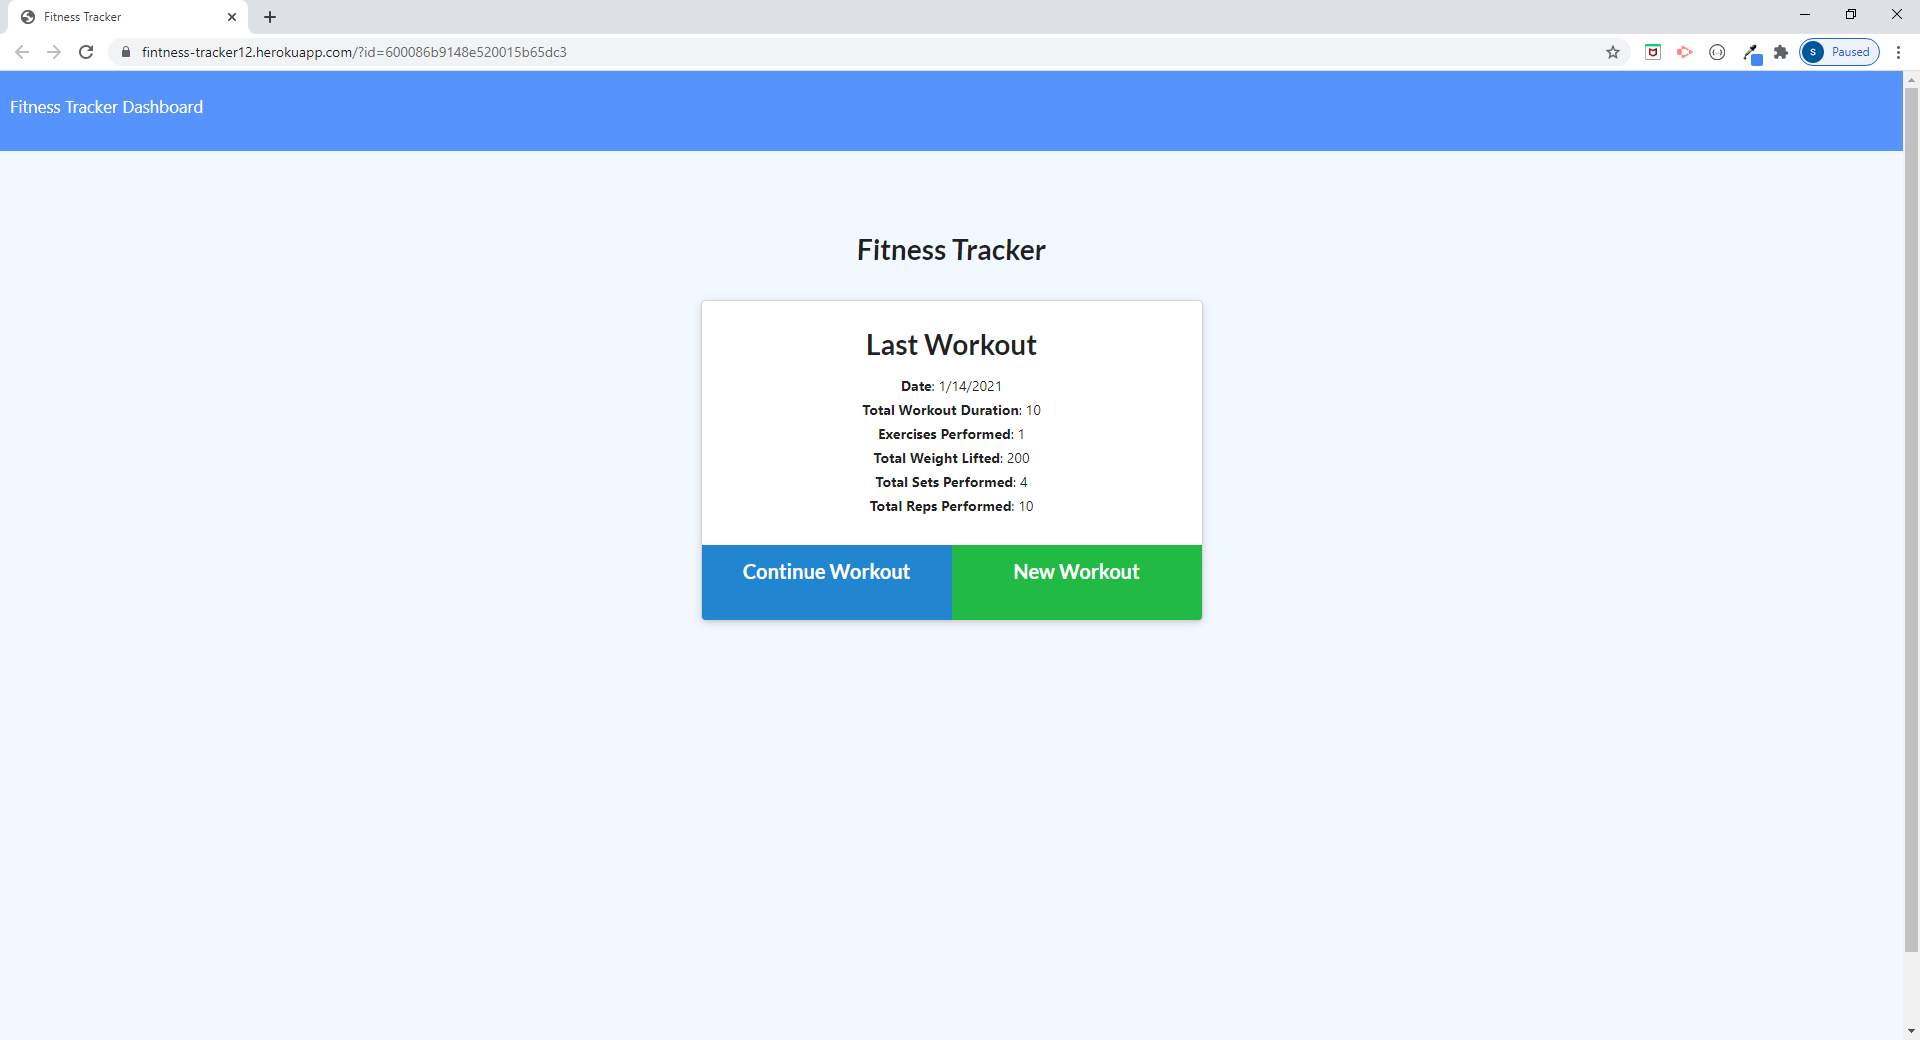 Fitness Tracker
fintness-tracker12.herokuapp.com/?id=600086b9148e520015b65dc3
S Paused
Fitness Tracker Dashboard
Fitness Tracker
Last Workout
Date: 1/14/2021
Total Workout Duration: 10
Exercises Performed: 1
Total Weight Lifted: 200
Total Sets Performed: 4
Total Reps Performed: 10
Continue Workout New Workout